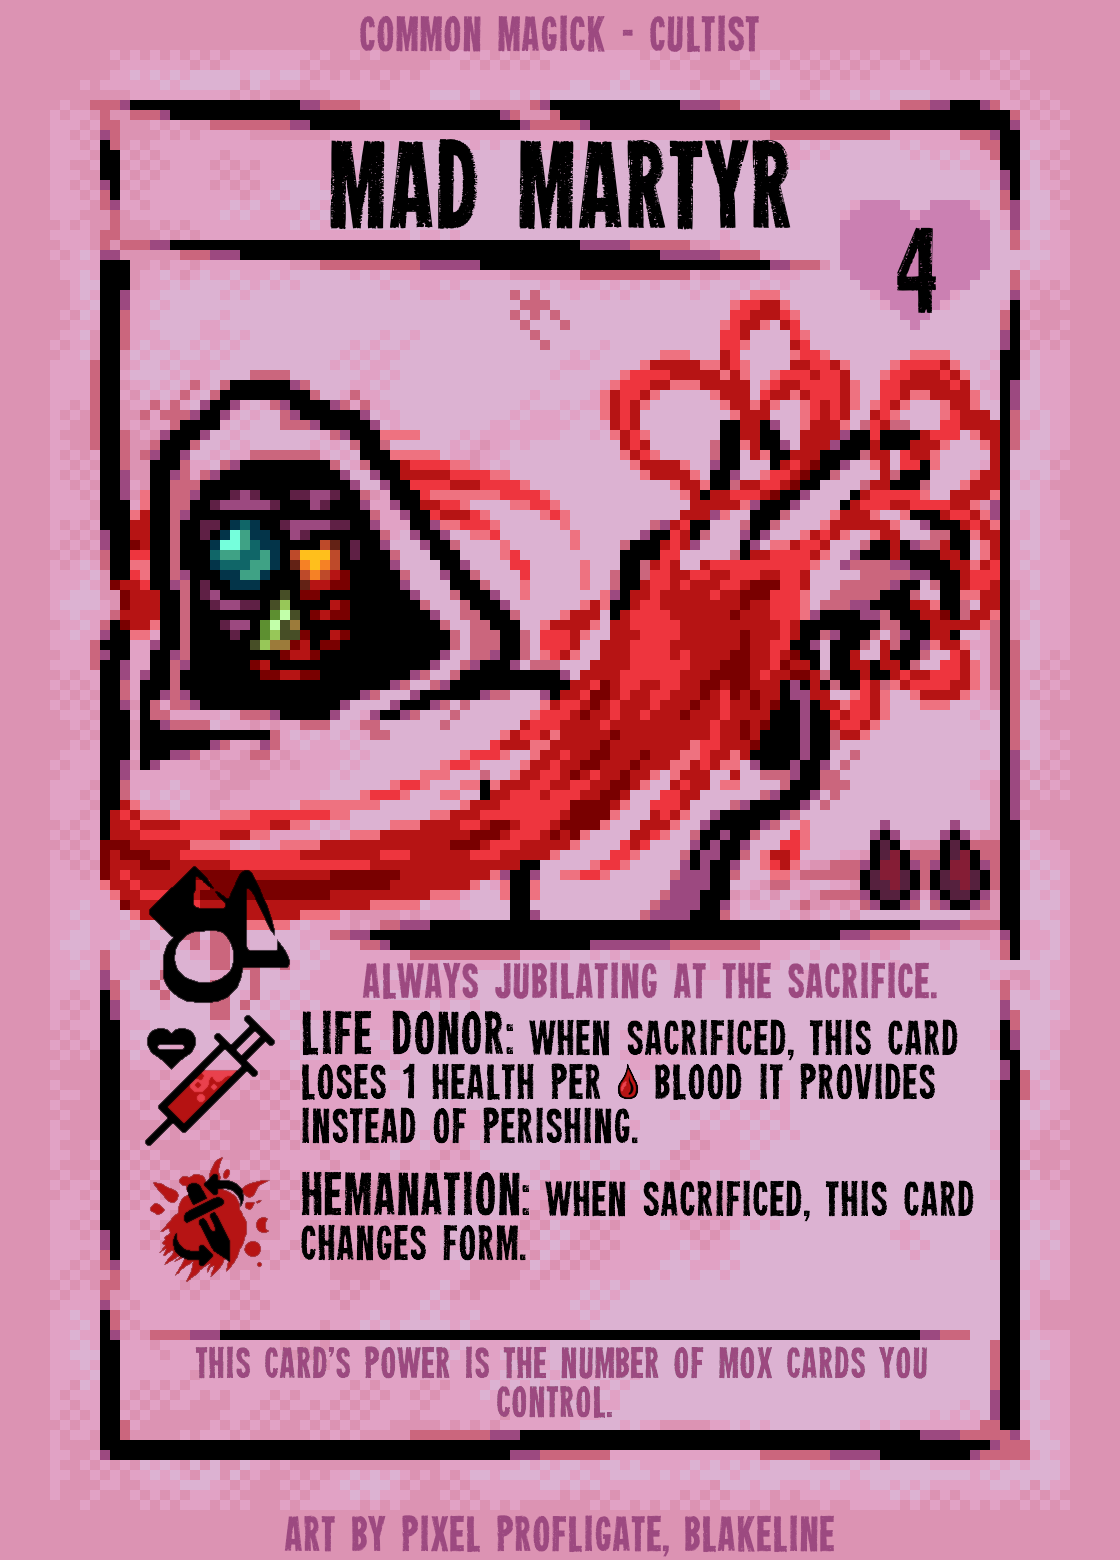 COMMON MAGICK - CULTIST
MAD MARTYR
4
ALWAYS JUBILATING AT THE SACRIFICE.
LIFE DONOR: WHEN SACRIFICED, THIS CARD
LOSES 1 HEALTH PER BLOOD IT PROVIDES
INSTEAD OF PERISHING.
HEMANATION: WHEN SACRIFICED, THIS CARD
CHANGES FORM.
THIS CARD'S POWER IS THE NUMBER OF MOX CARDS YOU
CONTROL.
ART BY PIXEL PROFLIGATE, BLAKELINE